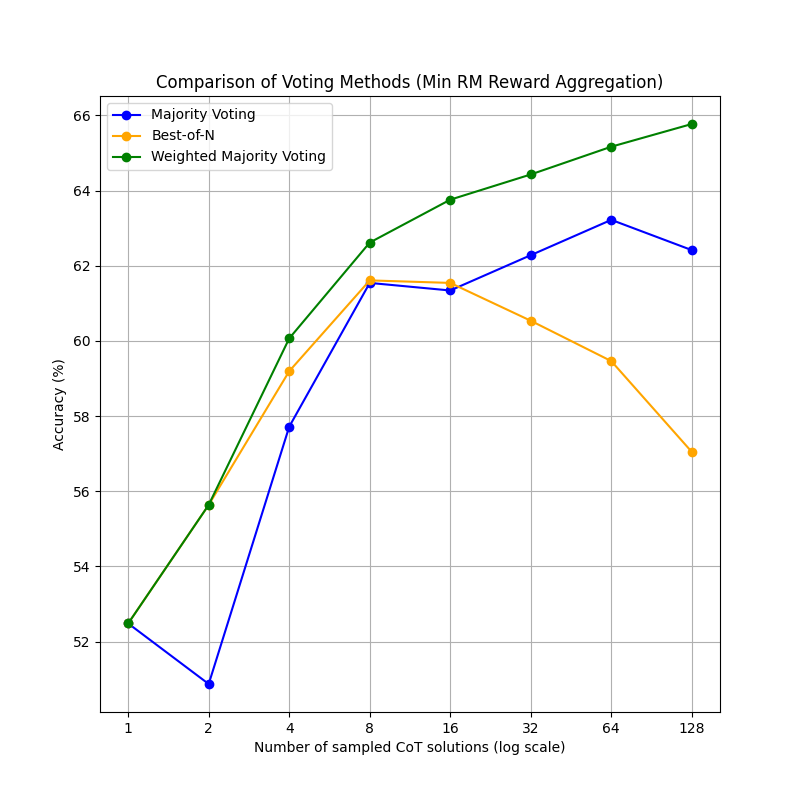 Comparison of Voting Methods (Min RM Reward Aggregation)
Majority Voting
Best-of-N
Weighted Majority Voting
66
64
62
60
58
56
54
52
Accuracy (%)
1 2 4 8 16 32 64 128
Number of sampled CoT solutions (log scale)